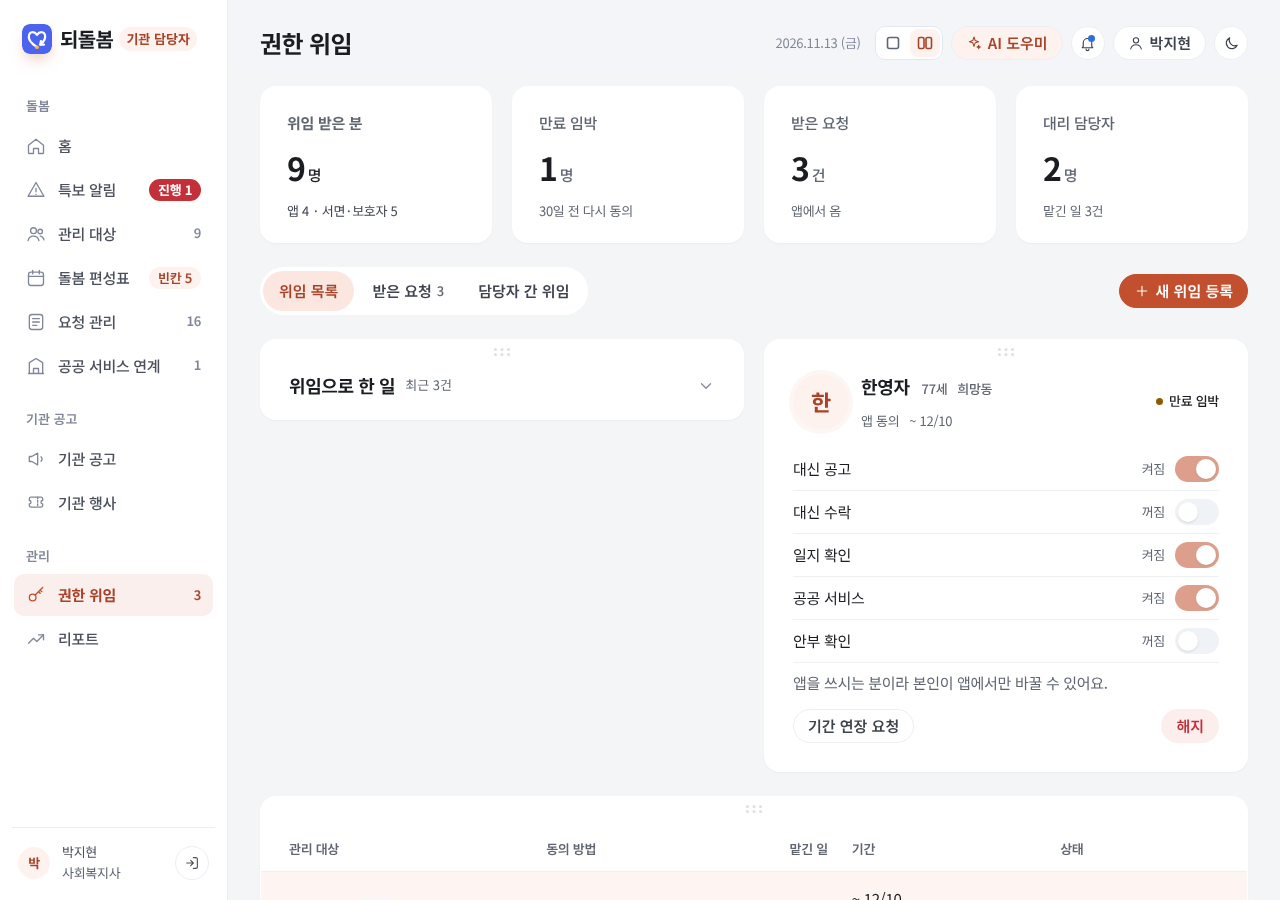 되돌봄 기관 담당자
돌봄
홈
특보 알림 진행 1
관리 대상 9
돌봄 편성표 빈칸 5
요청 관리 16
공공 서비스 연계 1
기관 공고
기관 공고
기관 행사
관리
권한 위임 3
리포트
박 박지현
사회복지사
권한 위임
2026.11.13 (금) AI 도우미 박지현
위임 받은 분
9명
앱 4 · 서면·보호자 5
만료 임박
1명
30일 전 다시 동의
받은 요청
3건
앱에서 옴
대리 담당자
2명
맡긴 일 3건
위임 목록 받은 요청 3 담당자 간 위임
새 위임 등록
위임으로 한 일 최근 3건
한 한영자 77세 희망동
앱 동의 ~ 12/10
만료 임박
대신 공고 켜짐
대신 수락 꺼짐
일지 확인 켜짐
공공 서비스 켜짐
안부 확인 꺼짐
앱을 쓰시는 분이라 본인이 앱에서만 바꿀 수 있어요.
기간 연장 요청 해지
관리 대상 동의 방법 맡긴 일 기간 상태
~ 12/10